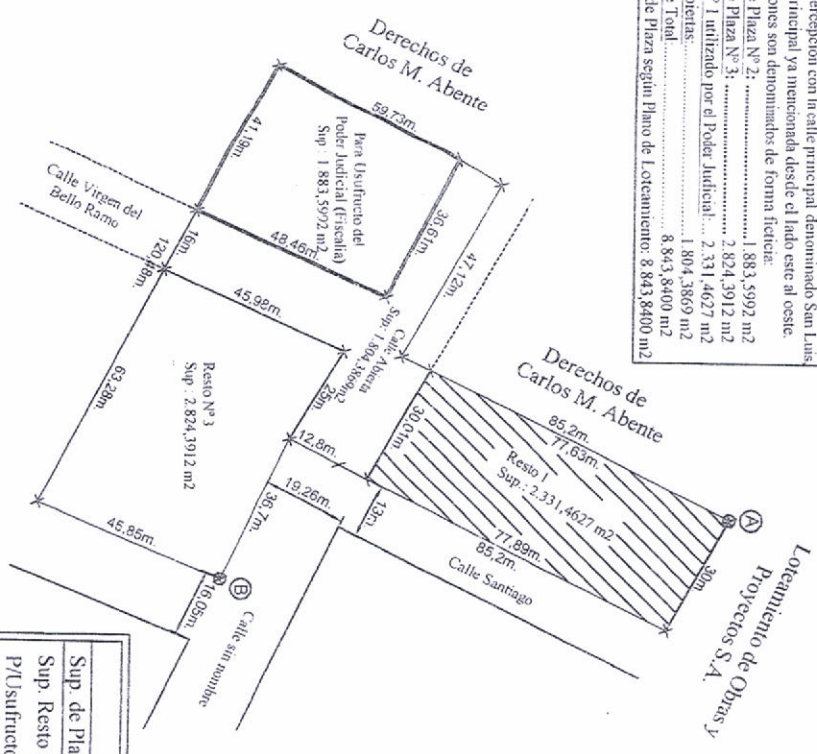 ercepción con la calle principal denominado San Luis
rincipal ya mencionada desde el lado este al oeste.
ones son denominados de forma ficticia:
Plaza Nº 2: 1.883,5992 m2
Plaza Nº 3: 2.824,3912 m2
º 1 utilizado por el Poder Judicial: 2.331,4627 m2
biertas: 1.804,3869 m2
Total: 8.843,8400 m2
de Plaza según Plano de Loteamiento: 8 843,8400 m2
Derechos de
Carlos M. Abente
59,73m.
41,19m.
Para Usufructo del
Poder Judicial (Fiscalia)
Sup : 1 883,5992 m2
36,61m.
48,46m.
47,12m.
Calle Virgen del
Bello Ramo
16m.
120,48m.
45,98m.
Calle Abierta
Sup: 1.804,3869m2
25m.
63,28m.
Resto Nº 3
Sup : 2.824,3912 m2
45,85m.
12,8m.
19,26m.
36,7m.
13m.
16,05m.
B
Calle sin nombre
Derechos de
Carlos M. Abente
85,2m.
77,63m.
30,01m.
Resto 1
Sup.: 2.331,4627 m2
77,89m.
85,2m.
30m.
A
Calle Santiago
Loteamiento de Obras y
Proyectos S.A.
Sup. de Pla
Sup. Resto
P/Usufructo